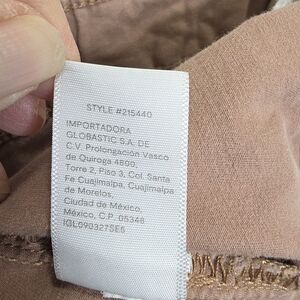 STYLE #215440
IMPORTADORA
GLOBASTIC S.A. DE
C.V. Prolongación Vasco
de Quiroga 4800,
Torre 2, Piso 3, Col. Santa
Fe Cuajimalpa, Cuajimalpa
de Morelos,
Ciudad de México,
México, C.P. 05348
IGL090327SE5